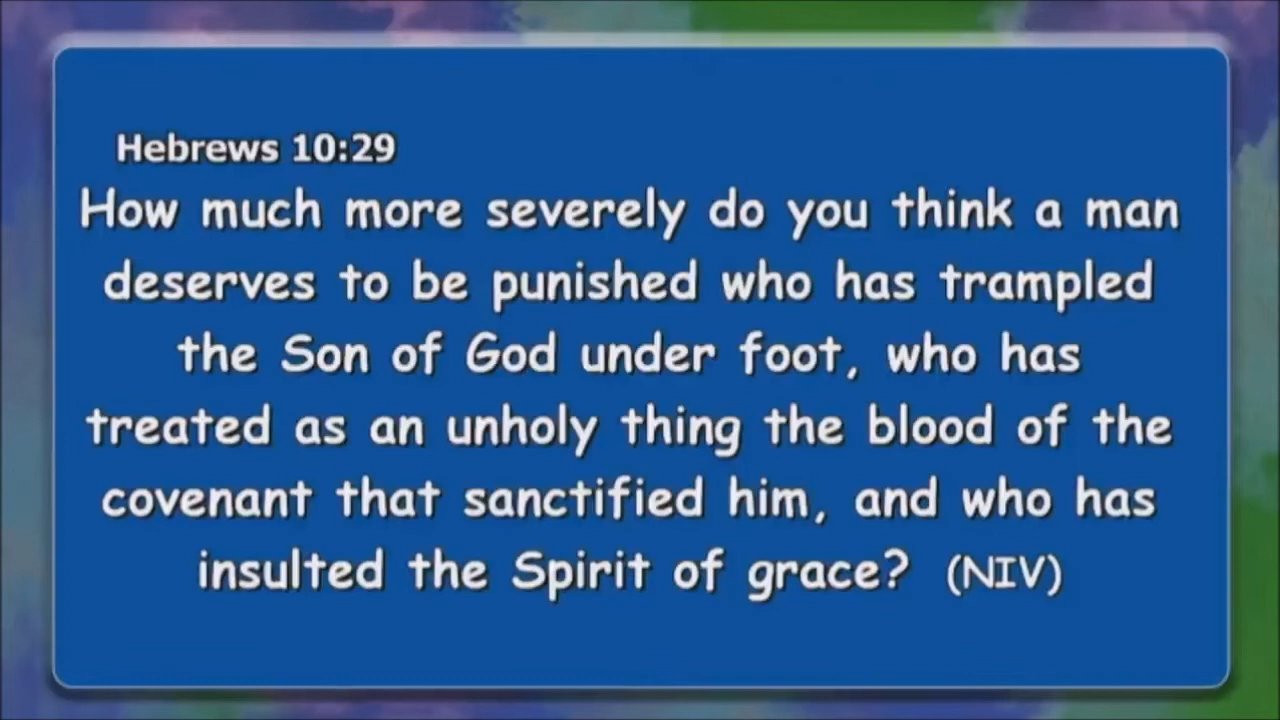 Hebrews 10:29
How much more severely do you think a man
deserves to be punished who has trampled
the Son of God under foot, who has
treated as an unholy thing the blood of the
covenant that sanctified him, and who has
insulted the Spirit of grace? (NIV)